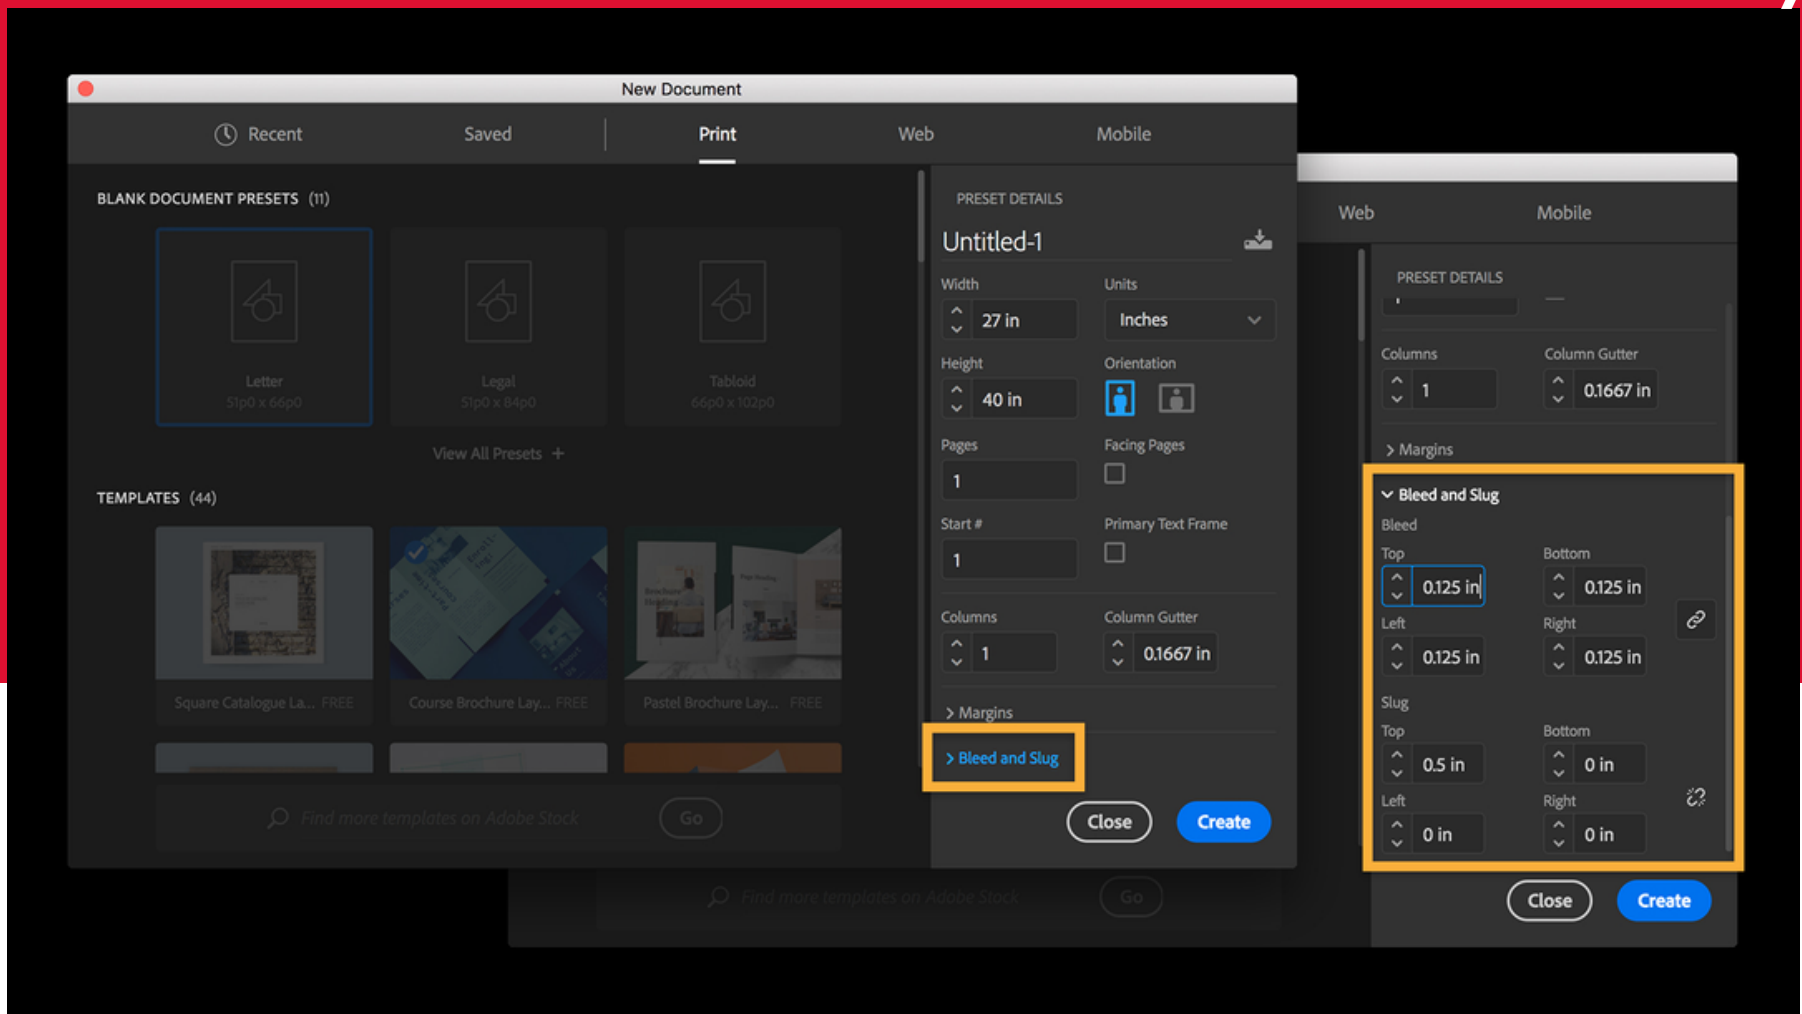 New Document
Recent
Saved
Print
Web
Mobile
BLANK DOCUMENT PRESETS (11)
Letter
51p0 x 66p0
Legal
51p0 x 84p0
Tabloid
66p0 x 102p0
View All Presets +
TEMPLATES (44)
Brochure
Heading
Page Heading
About
Us
Square Catalogue La... FREE
Course Brochure Lay... FREE
Pastel Brochure Lay... FREE
Find more templates on Adobe Stock
Go
PRESET DETAILS
Untitled-1
Width
27 in
Units
Inches
Height
40 in
Orientation
Pages
1
Facing Pages
Start #
1
Primary Text Frame
Columns
1
Column Gutter
0.1667 in
Margins
Bleed and Slug
Close
Create
Web
Mobile
PRESET DETAILS
Columns
1
Column Gutter
0.1667 in
Margins
Bleed and Slug
Bleed
Top
0.125 in
Bottom
0.125 in
Left
0.125 in
Right
0.125 in
Slug
Top
0.5 in
Bottom
0 in
Left
0 in
Right
0 in
Find more templates on Adobe Stock
Go
Close
Create